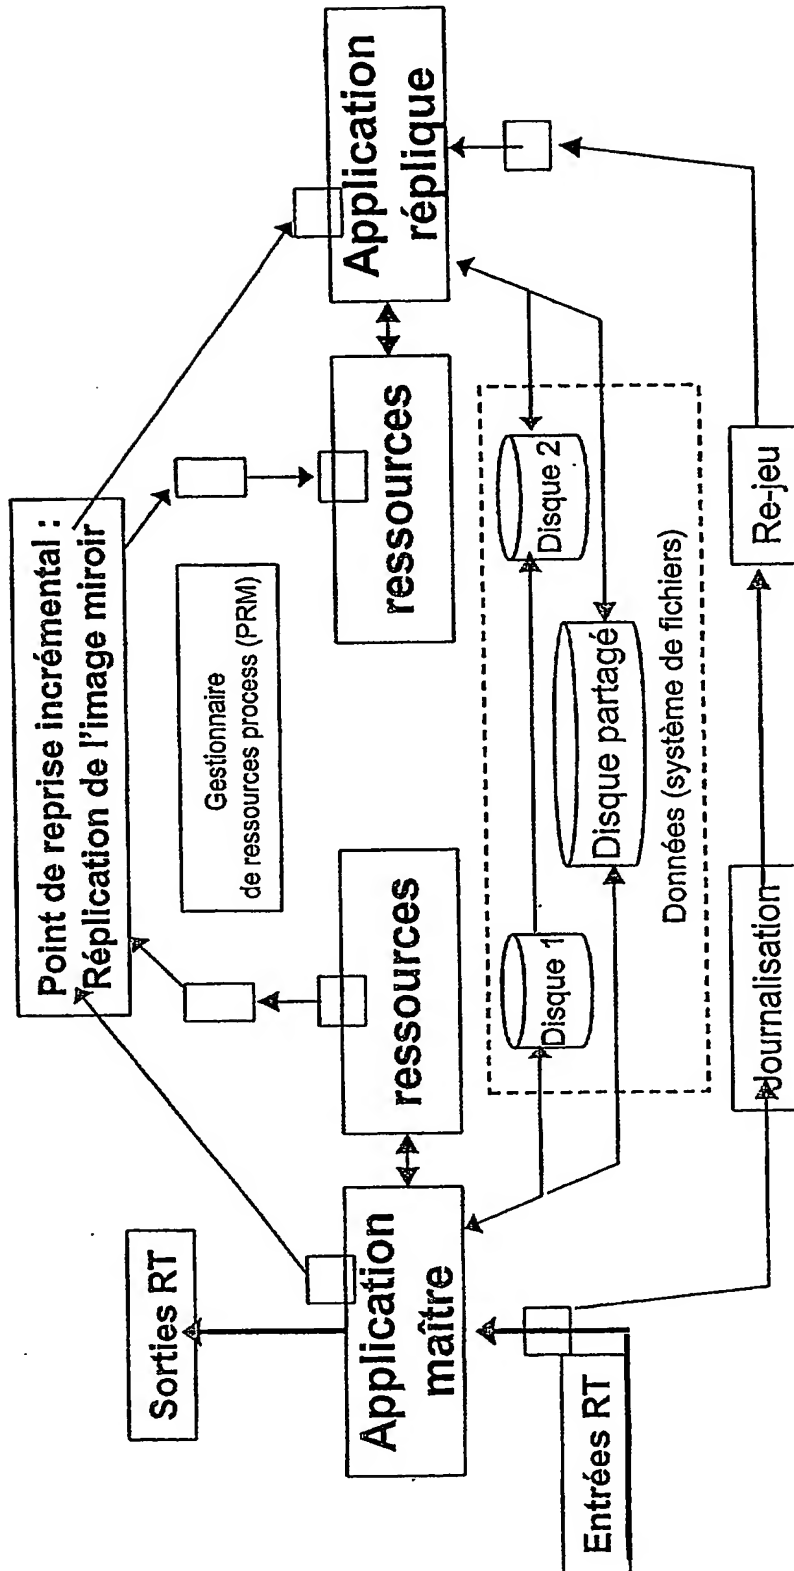 Sorties RT
Point de reprise incrémental :
Réplication de l'image miroir
Gestionnaire
de ressources process (PRM)
Application
maître
ressources
ressources
Application
réplique
Disque 1
Disque 2
Disque partagé
Données (système de fichiers)
Entrées RT
Journalisation
Re-jeu